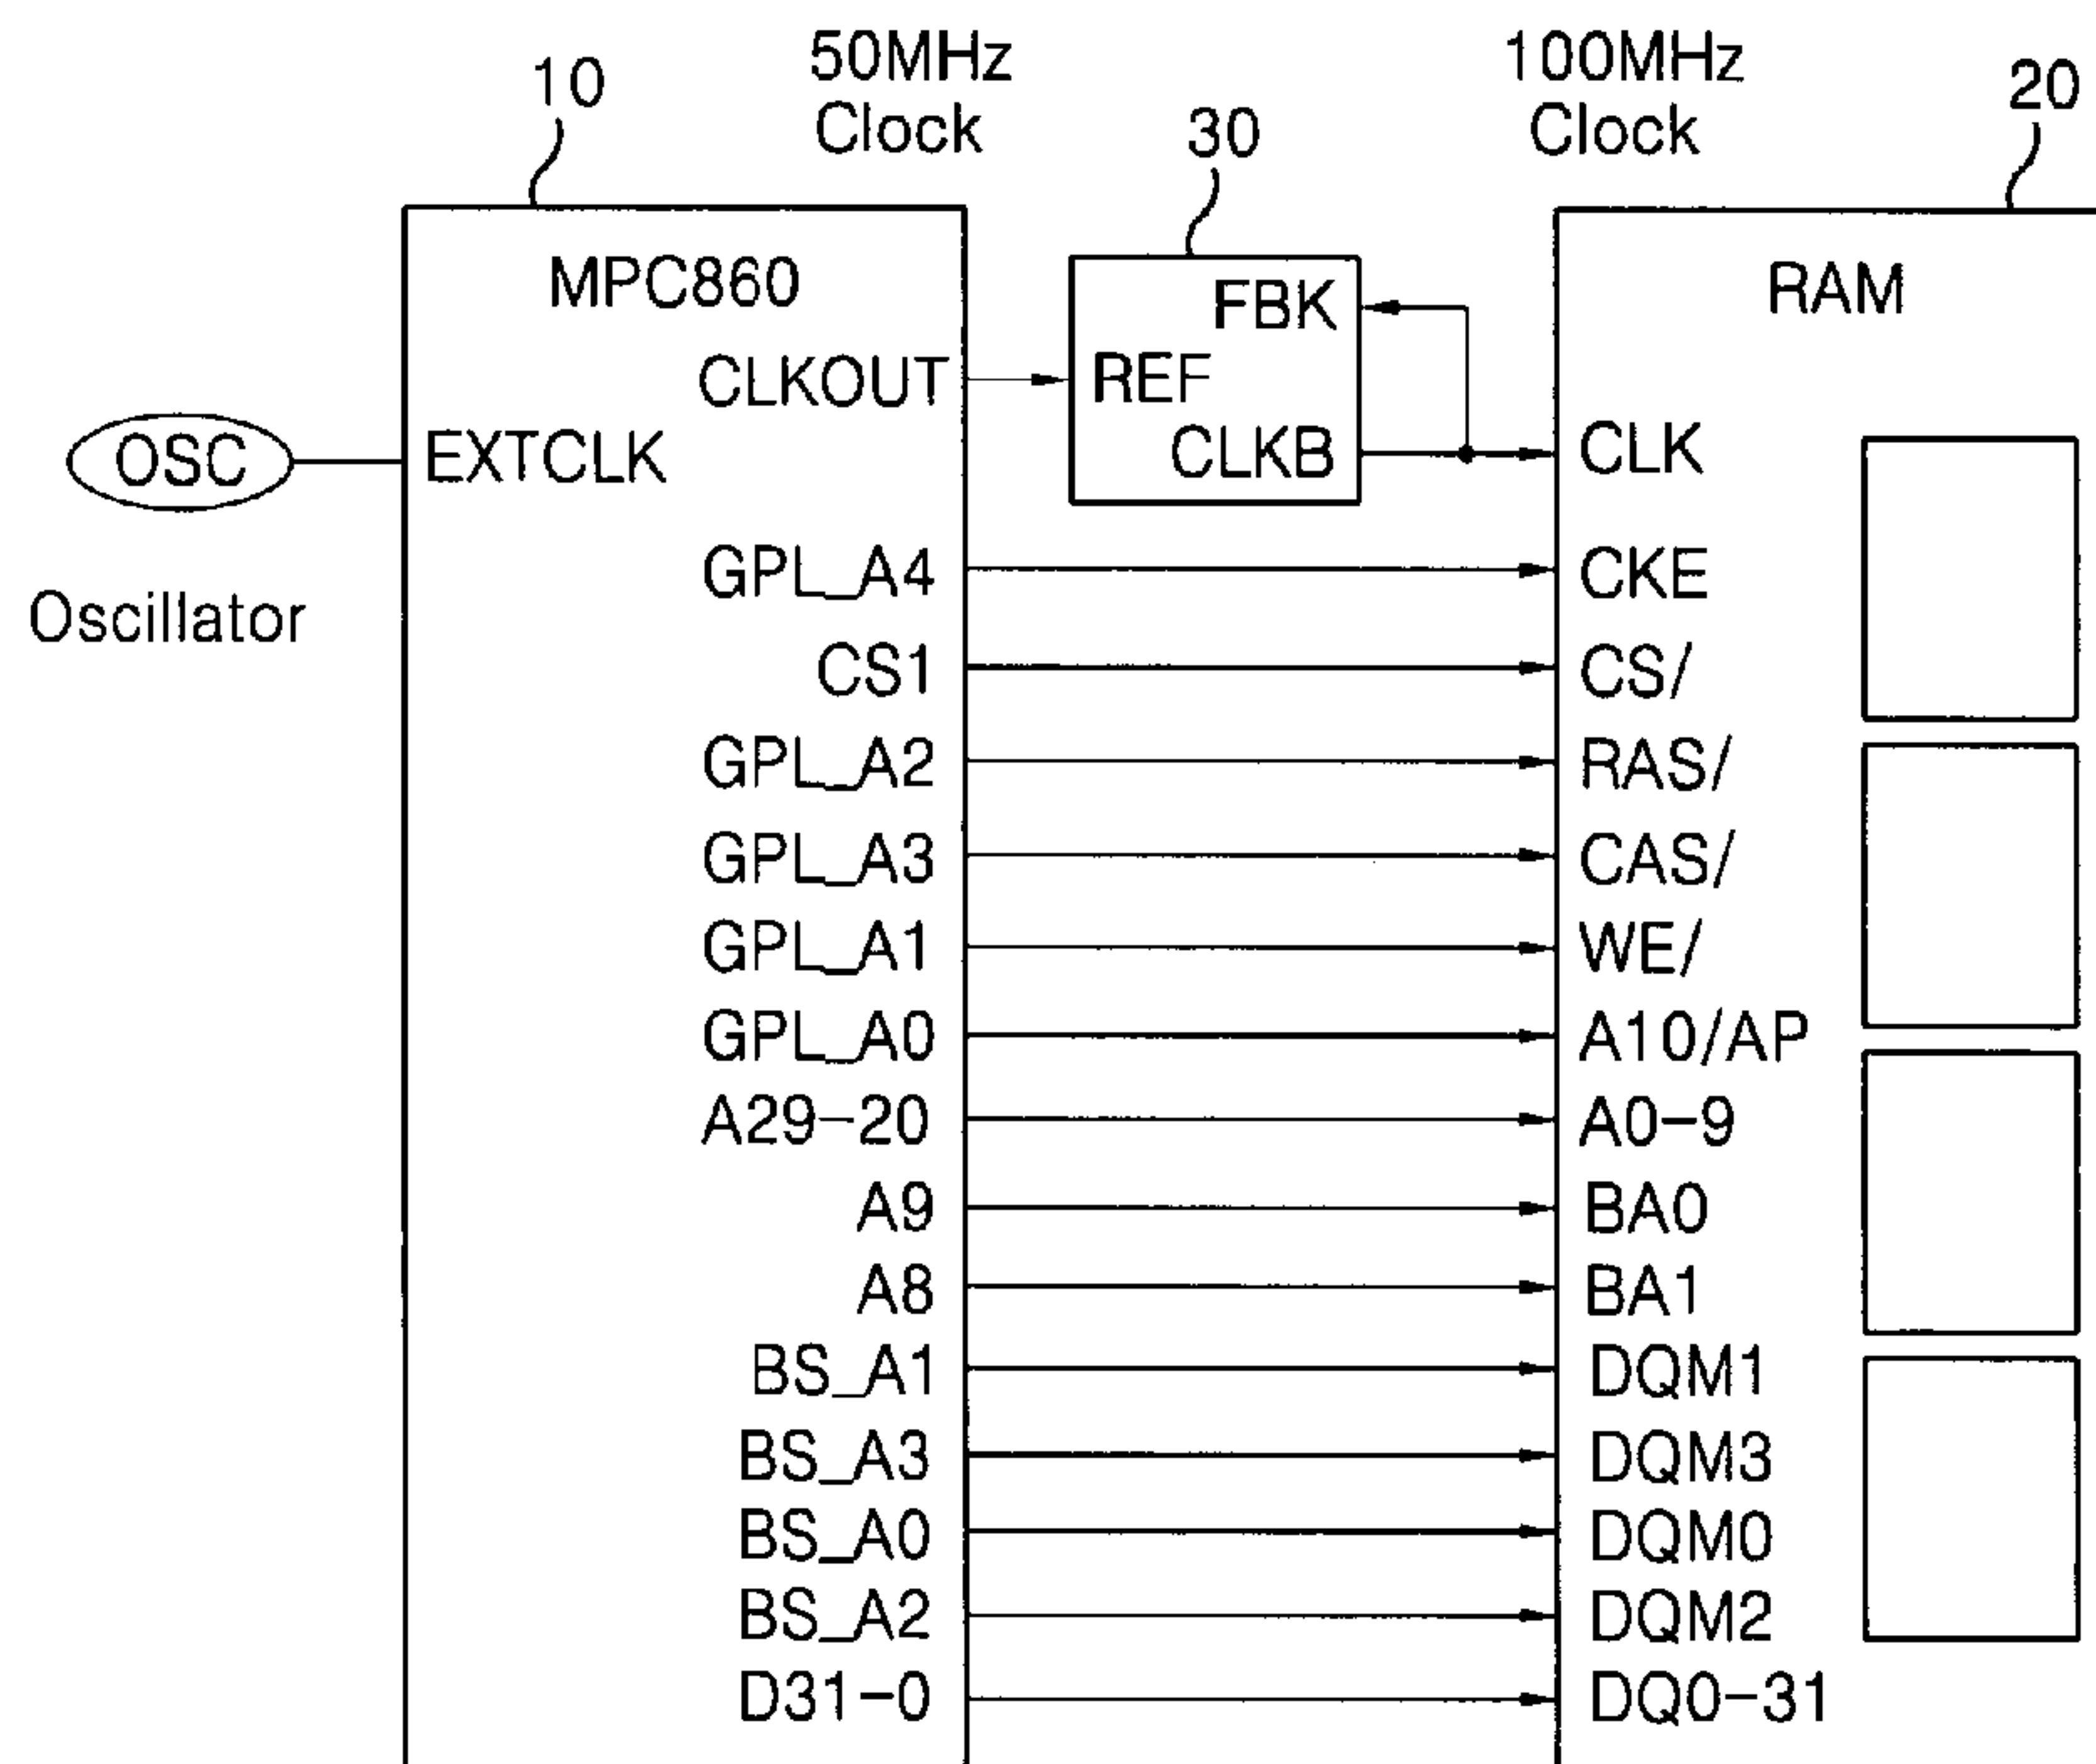 50MHz
Clock
100MHz
Clock
10
30
20
MPC860
RAM
FBK
CLKOUT
REF
CLKB
CLK
OSC
EXTCLK
Oscillator
GPL_A4
CKE
CS1
CS/
GPL_A2
RAS/
GPL_A3
CAS/
GPL_A1
WE/
GPL_A0
A10/AP
A29-20
A0-9
A9
BA0
A8
BA1
BS_A1
DQM1
BS_A3
DQM3
BS_A0
DQM0
BS_A2
DQM2
D31-0
DQ0-31